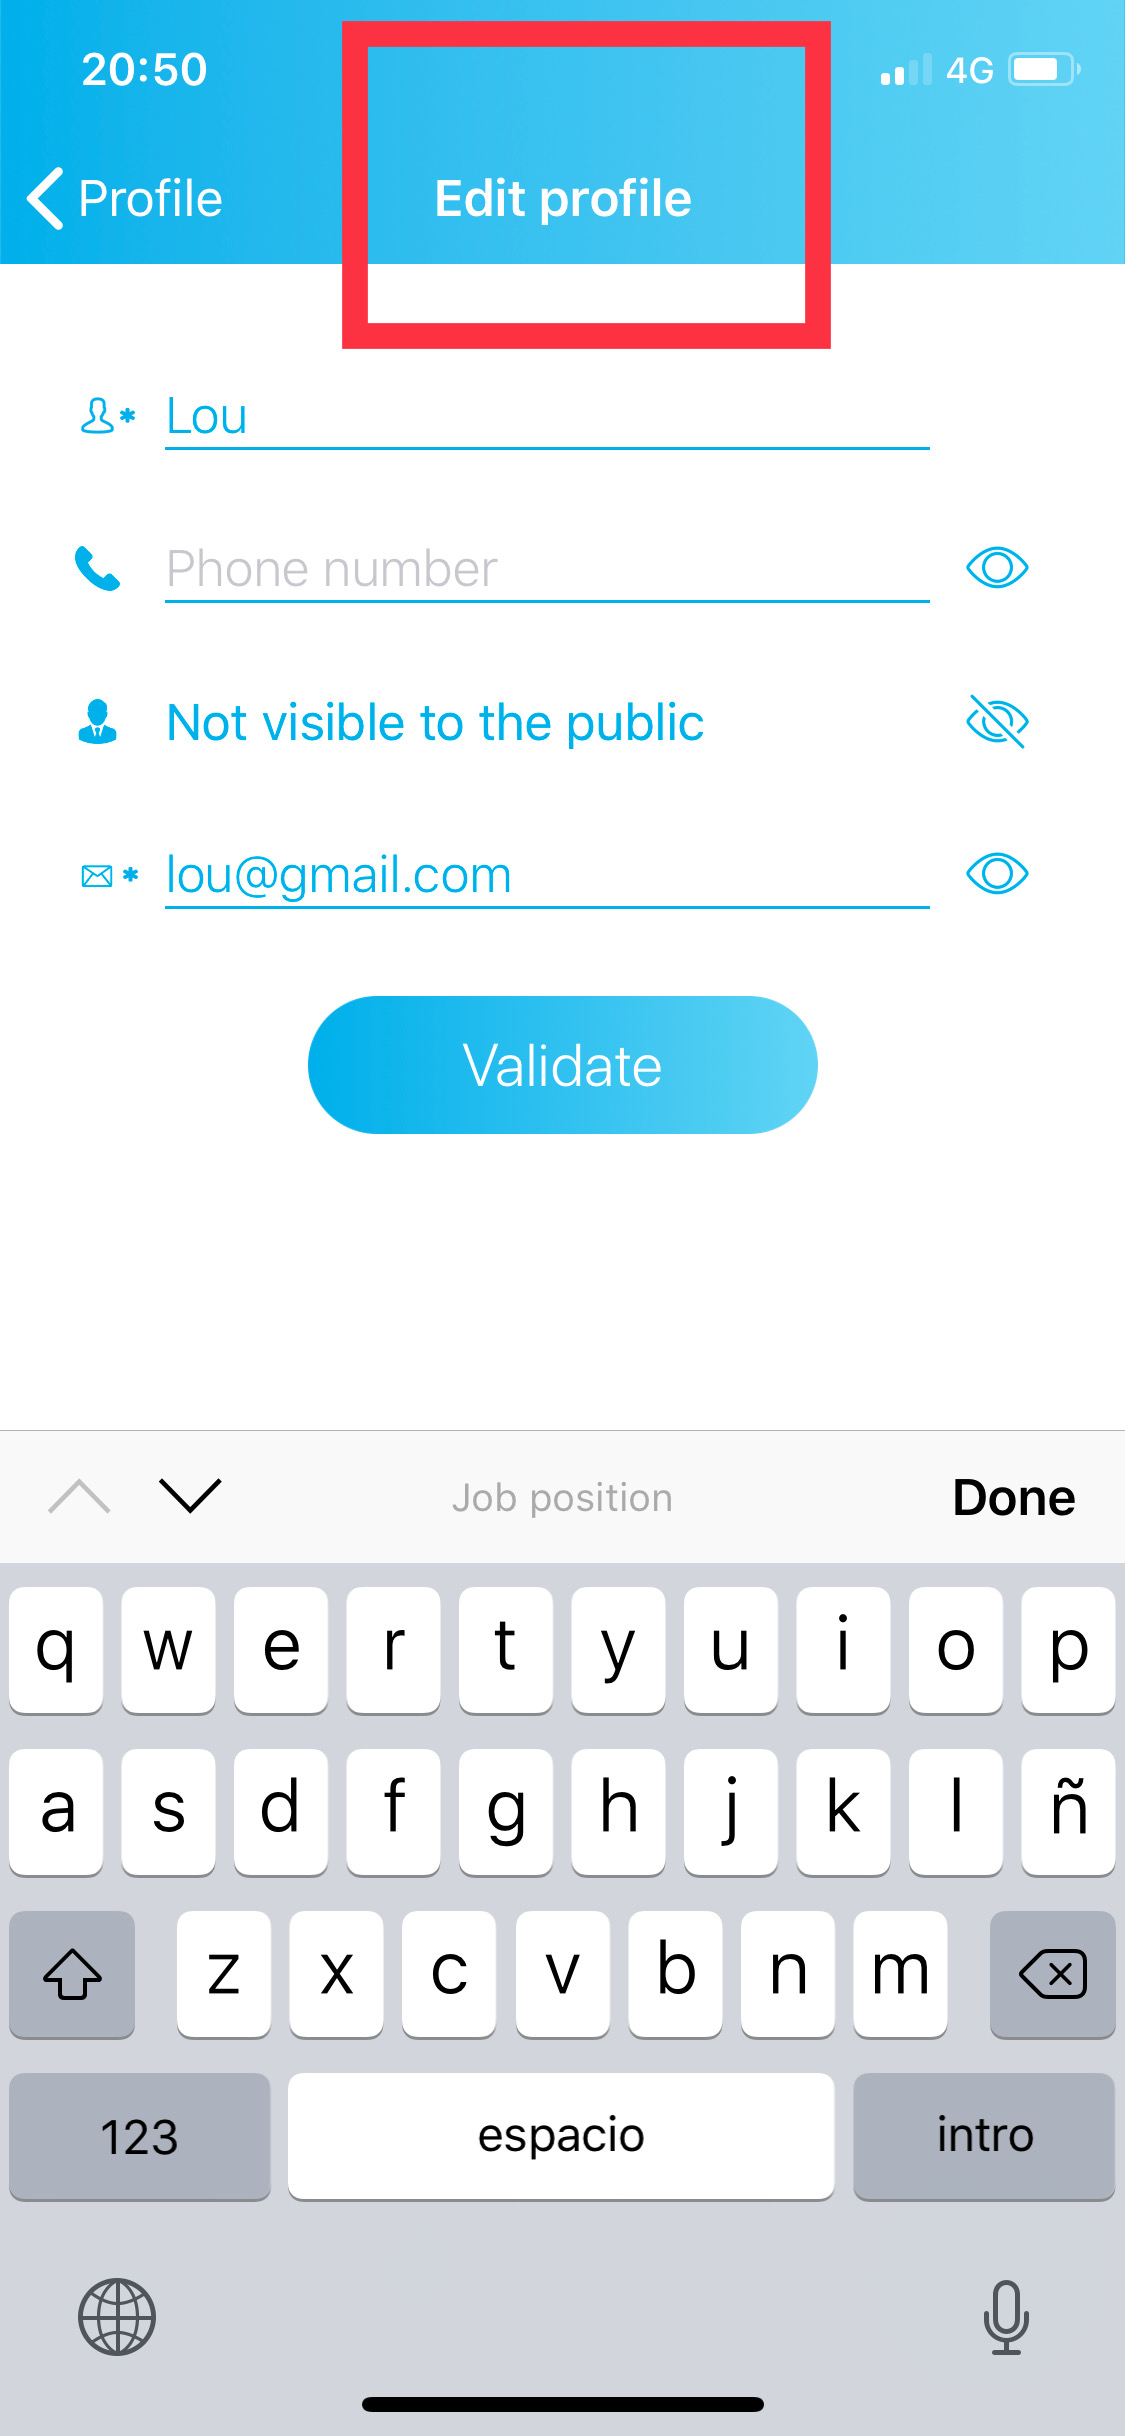 20:50 4G
Profile Edit profile
* Lou
Phone number
Not visible to the public
* lou@gmail.com
Validate
Job position Done
q w e r t y u i o p
a s d f g h j k l ñ
z x c v b n m
123 espacio intro